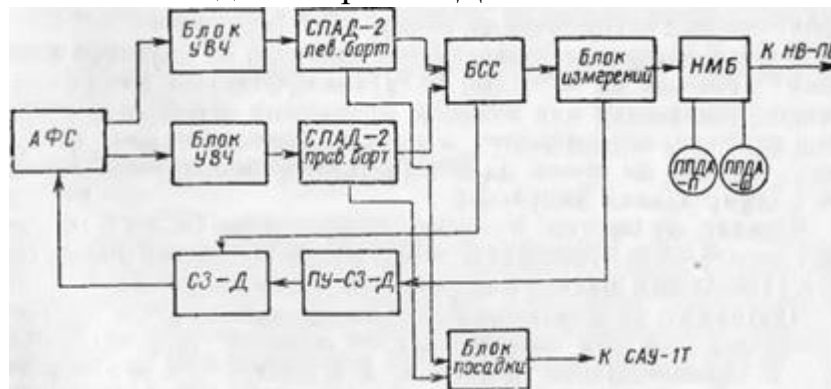 Блок
УВЧ
СПАД-2
лев. борт
БСС
Блок
измерений
НМБ
К НВ-ПБ
АФС
Блок
УВЧ
СПАД-2
прав. борт
ППДА
-П
ППДА
-Ш
СЗ-Д
ПУ-СЗ-Д
Блок
посадки
К САУ-1Т